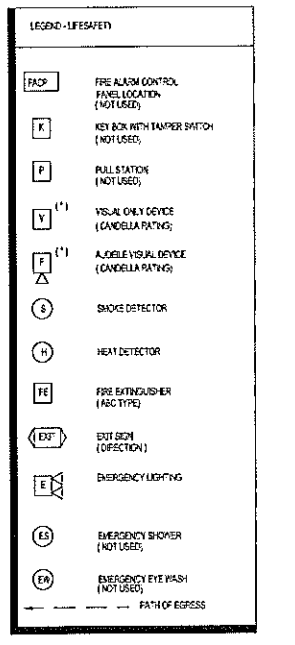 LEGEND - LIFESAFETY
FACP FIRE ALARM CONTROL
PANEL LOCATION
(NOT USED)
K KEY BOX WITH TAMPER SWITCH
(NOT USED)
P PULL STATION
(NOT USED)
V (*) VISUAL ONLY DEVICE
(CANDELLA RATING)
F (*) AUDIBLE VISUAL DEVICE
(CANDELLA RATING)
S SMOKE DETECTOR
H HEAT DETECTOR
FE FIRE EXTINGUISHER
(ABC TYPE)
EXIT EXIT SIGN
(DIRECTION)
E EMERGENCY LIGHTING
ES EMERGENCY SHOWER
(NOT USED)
EW EMERGENCY EYE WASH
(NOT USED)
PATH OF EGRESS